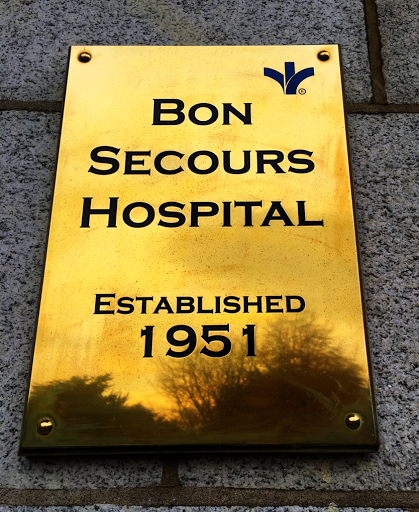 ®
BON
SECOURS
HOSPITAL
ESTABLISHED
1951